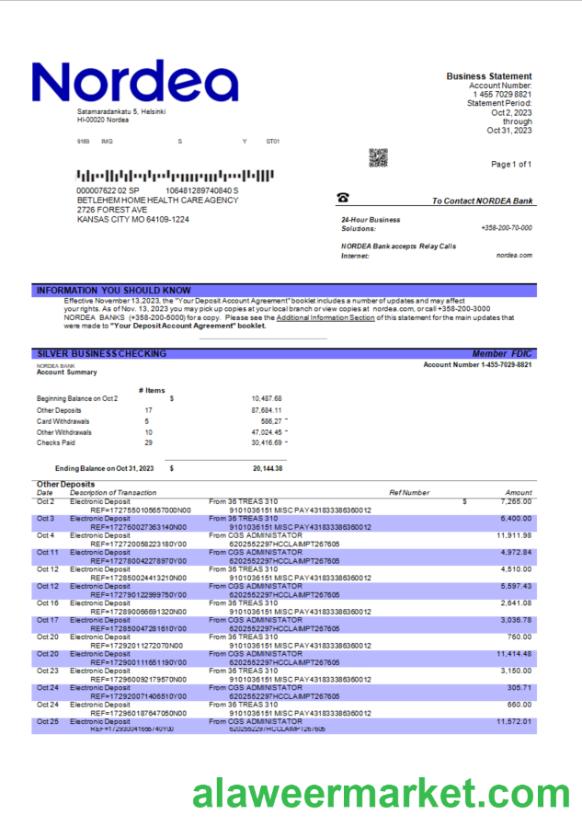 Nordea
Satamaradankatu 5, Helsinki
HI-00020 Nordea
Business Statement
Account Number:
1 455 7029 8821
Statement Period:
Oct 2, 2023
through
Oct 31, 2023
9169 IMG S Y ST01
Page 1 of 1
000007622 02 SP 106481289740840 S
BETLEHEM HOME HEALTH CARE AGENCY
2726 FOREST AVE
KANSAS CITY MO 64109-1224
To Contact NORDEA Bank
24-Hour Business
Solutions: +358-200-70-000
NORDEA Bank accepts Relay Calls
Internet: nordea.com
INFORMATION YOU SHOULD KNOW
Effective November 13,2023, the "Your Deposit Account Agreement" booklet includes a number of updates and may affect
your rights. As of Nov. 13, 2023 you may pick up copies at your local branch or view copies at nordea.com, or call +358-200-3000
NORDEA BANKS (+358-200-5000) for a copy. Please see the Additional Information Section of this statement for the main updates that
were made to "Your Deposit Account Agreement" booklet.
SILVER BUSINESS CHECKING Member FDIC
NORDEA BANK
Account Summary
Account Number 1-455-7029-8821
# Items
Beginning Balance on Oct 2 $ 10,487.68
Other Deposits 17 87,684.11
Card Withdrawals 5 586,27 -
Other Withdrawals 10 47,024.45 -
Checks Paid 29 30,416.69 -
Ending Balance on Oct 31, 2023 $ 20,144.38
Other Deposits
Date Description of Transaction Ref Number Amount
Oct 2 Electronic Deposit From 36 TREAS 310 $ 7,265.00
REF=1727550105657000N00 9101036151 MISC PAY431833386360012
Oct 3 Electronic Deposit From 36 TREAS 310 6,400.00
REF=172760027363140N00 9101036151 MISC PAY431833386360012
Oct 4 Electronic Deposit From CGS ADMINISTATOR 11,911.98
REF=172720058223180Y00 6202552297HCCLAIMPT267605
Oct 11 Electronic Deposit From CGS ADMINISTATOR 4,972.84
REF=172780042278970Y00 6202552297HCCLAIMPT267605
Oct 12 Electronic Deposit From 36 TREAS 310 4,510.00
REF=172850024413210N00 9101036151 MISC PAY431833386360012
Oct 12 Electronic Deposit From CGS ADMINISTATOR 5,597.43
REF=172790122999750Y00 6202552297HCCLAIMPT267605
Oct 16 Electronic Deposit From 36 TREAS 310 2,641.08
REF=172890056691320N00 9101036151 MISC PAY431833386360012
Oct 17 Electronic Deposit From CGS ADMINISTATOR 3,036.78
REF=172850047281610Y00 6202552297HCCLAIMPT267605
Oct 20 Electronic Deposit From 36 TREAS 310 760.00
REF=17292011272070N00 9101036151 MISC PAY431833386360012
Oct 20 Electronic Deposit From CGS ADMINISTATOR 11,414.48
REF=172900111651190Y00 6202552297HCCLAIMPT267605
Oct 23 Electronic Deposit From 36 TREAS 310 3,150.00
REF=172960092179570N00 9101036151 MISC PAY431833386360012
Oct 24 Electronic Deposit From CGS ADMINISTATOR 305.71
REF=172920071406510Y00 6202552297HCCLAIMPT267605
Oct 24 Electronic Deposit From 36 TREAS 310 660.00
REF=172960187647050N00 9101036151 MISC PAY431833386360012
Oct 25 Electronic Deposit From CGS ADMINISTATOR 11,572.01
6202552297HCCLAIMPT267605
alaweermarket.com